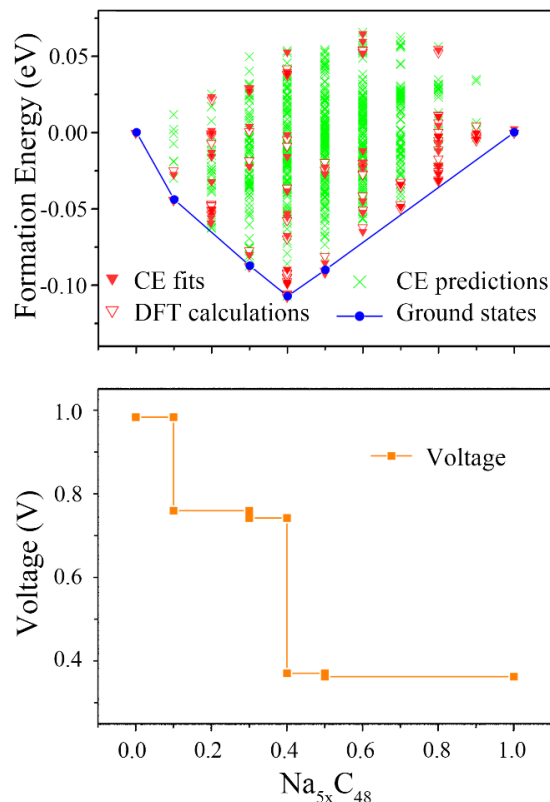 Formation Energy (eV)
0.05
0.00
-0.05
-0.10
CE fits
CE predictions
DFT calculations
Ground states
Voltage (V)
1.0
0.8
0.6
0.4
Voltage
0.0 0.2 0.4 0.6 0.8 1.0
Na5xC48